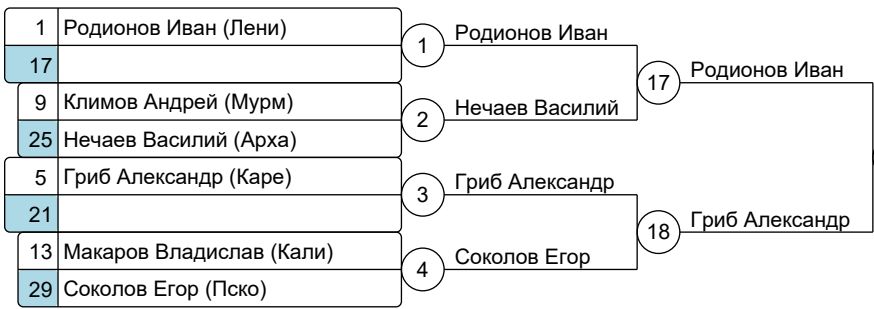 1 Родионов Иван (Лени)
17
9 Климов Андрей (Мурм)
25 Нечаев Василий (Арха)
5 Гриб Александр (Каре)
21
13 Макаров Владислав (Кали)
29 Соколов Егор (Пско)
1 Родионов Иван
2 Нечаев Василий
3 Гриб Александр
4 Соколов Егор
17 Родионов Иван
18 Гриб Александр